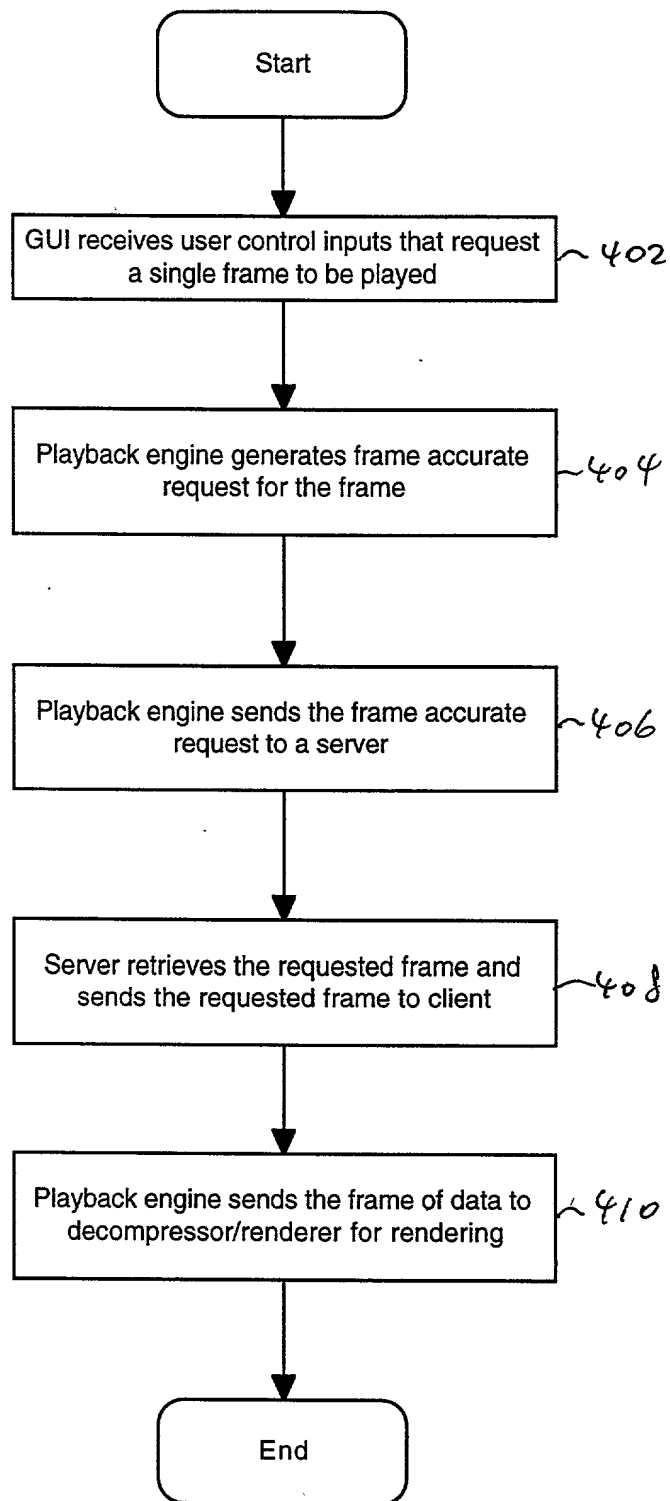 Start
GUI receives user control inputs that request
a single frame to be played
402
Playback engine generates frame accurate
request for the frame
404
Playback engine sends the frame accurate
request to a server
406
Server retrieves the requested frame and
sends the requested frame to client
408
Playback engine sends the frame of data to
decompressor/renderer for rendering
410
End